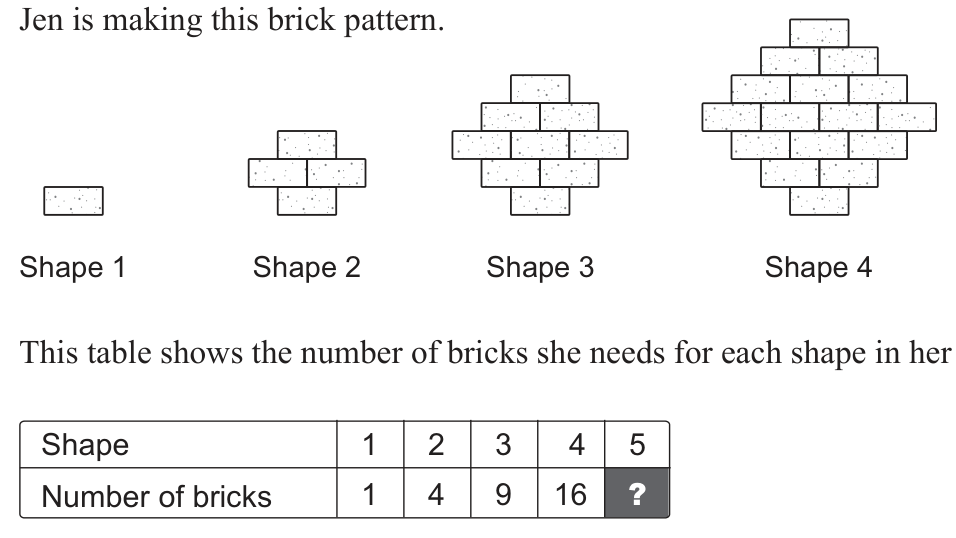 Jen is making this brick pattern.
Shape 1 Shape 2 Shape 3 Shape 4
This table shows the number of bricks she needs for each shape in her
Shape 1 2 3 4 5
Number of bricks 1 4 9 16 ?